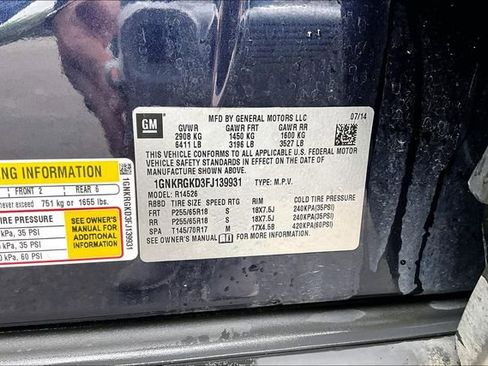 GM
MFD BY GENERAL MOTORS LLC 07/14
GVWR GAWR FRT GAWR RR
2908 KG 1450 KG 1600 KG
6411 LB 3196 LB 3527 LB
THIS VEHICLE CONFORMS TO ALL APPLICABLE U.S. FEDERAL MOTOR
VEHICLE SAFETY STANDARDS IN EFFECT ON THE DATE OF
MANUFACTURE SHOWN ABOVE.
1GNKRGKD3FJ139931 TYPE: M.P.V.
MODEL: R14526
RBBD TIRE SIZE SPEED RTG RIM COLD TIRE PRESSURE
FRT P255/65R18 S 18X7.5J 240KPA(35PSI)
RR P255/65R18 S 18X7.5J 240KPA(35PSI)
SPA T145/70R17 M 17X4.5B 420KPA(60PSI)
SEE OWNER'S MANUAL FOR MORE INFORMATION.
ING INFORMATION
FRONT 2 REAR 5
never exceed 751 kg or 1655 lbs.
TIRE PRESSURE
kPa, 35 PSI
kPa, 35 PSI
kPa, 60 PSI
SEE OWNER'S
MANUAL FOR
ADDITIONAL
INFORMATION
1GNKRGKD3FJ139931